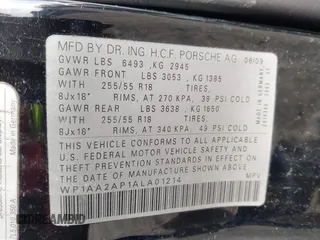 MFD BY DR. ING. H.C.F. PORSCHE AG 06/09
GVWR LBS 6493 , KG 2945
GAWR FRONT LBS 3053 , KG 1385
WITH 255/55 R18 TIRES,
8Jx18" RIMS, AT 270 KPA, 39 PSI COLD
GAWR REAR LBS 3638 , KG 1650
WITH 255/55 R18 TIRES,
8Jx18" RIMS, AT 340 KPA, 49 PSI COLD
THIS VEHICLE CONFORMS TO ALL APPLICABLE
U.S. FEDERAL MOTOR VEHICLE SAFETY AND
THEFT PREVENTION STANDARDS IN EFFECT ON
THE DATE OF MANUFACTURE SHOWN ABOVE.
WP1AA2AP1ALA01214 MPV